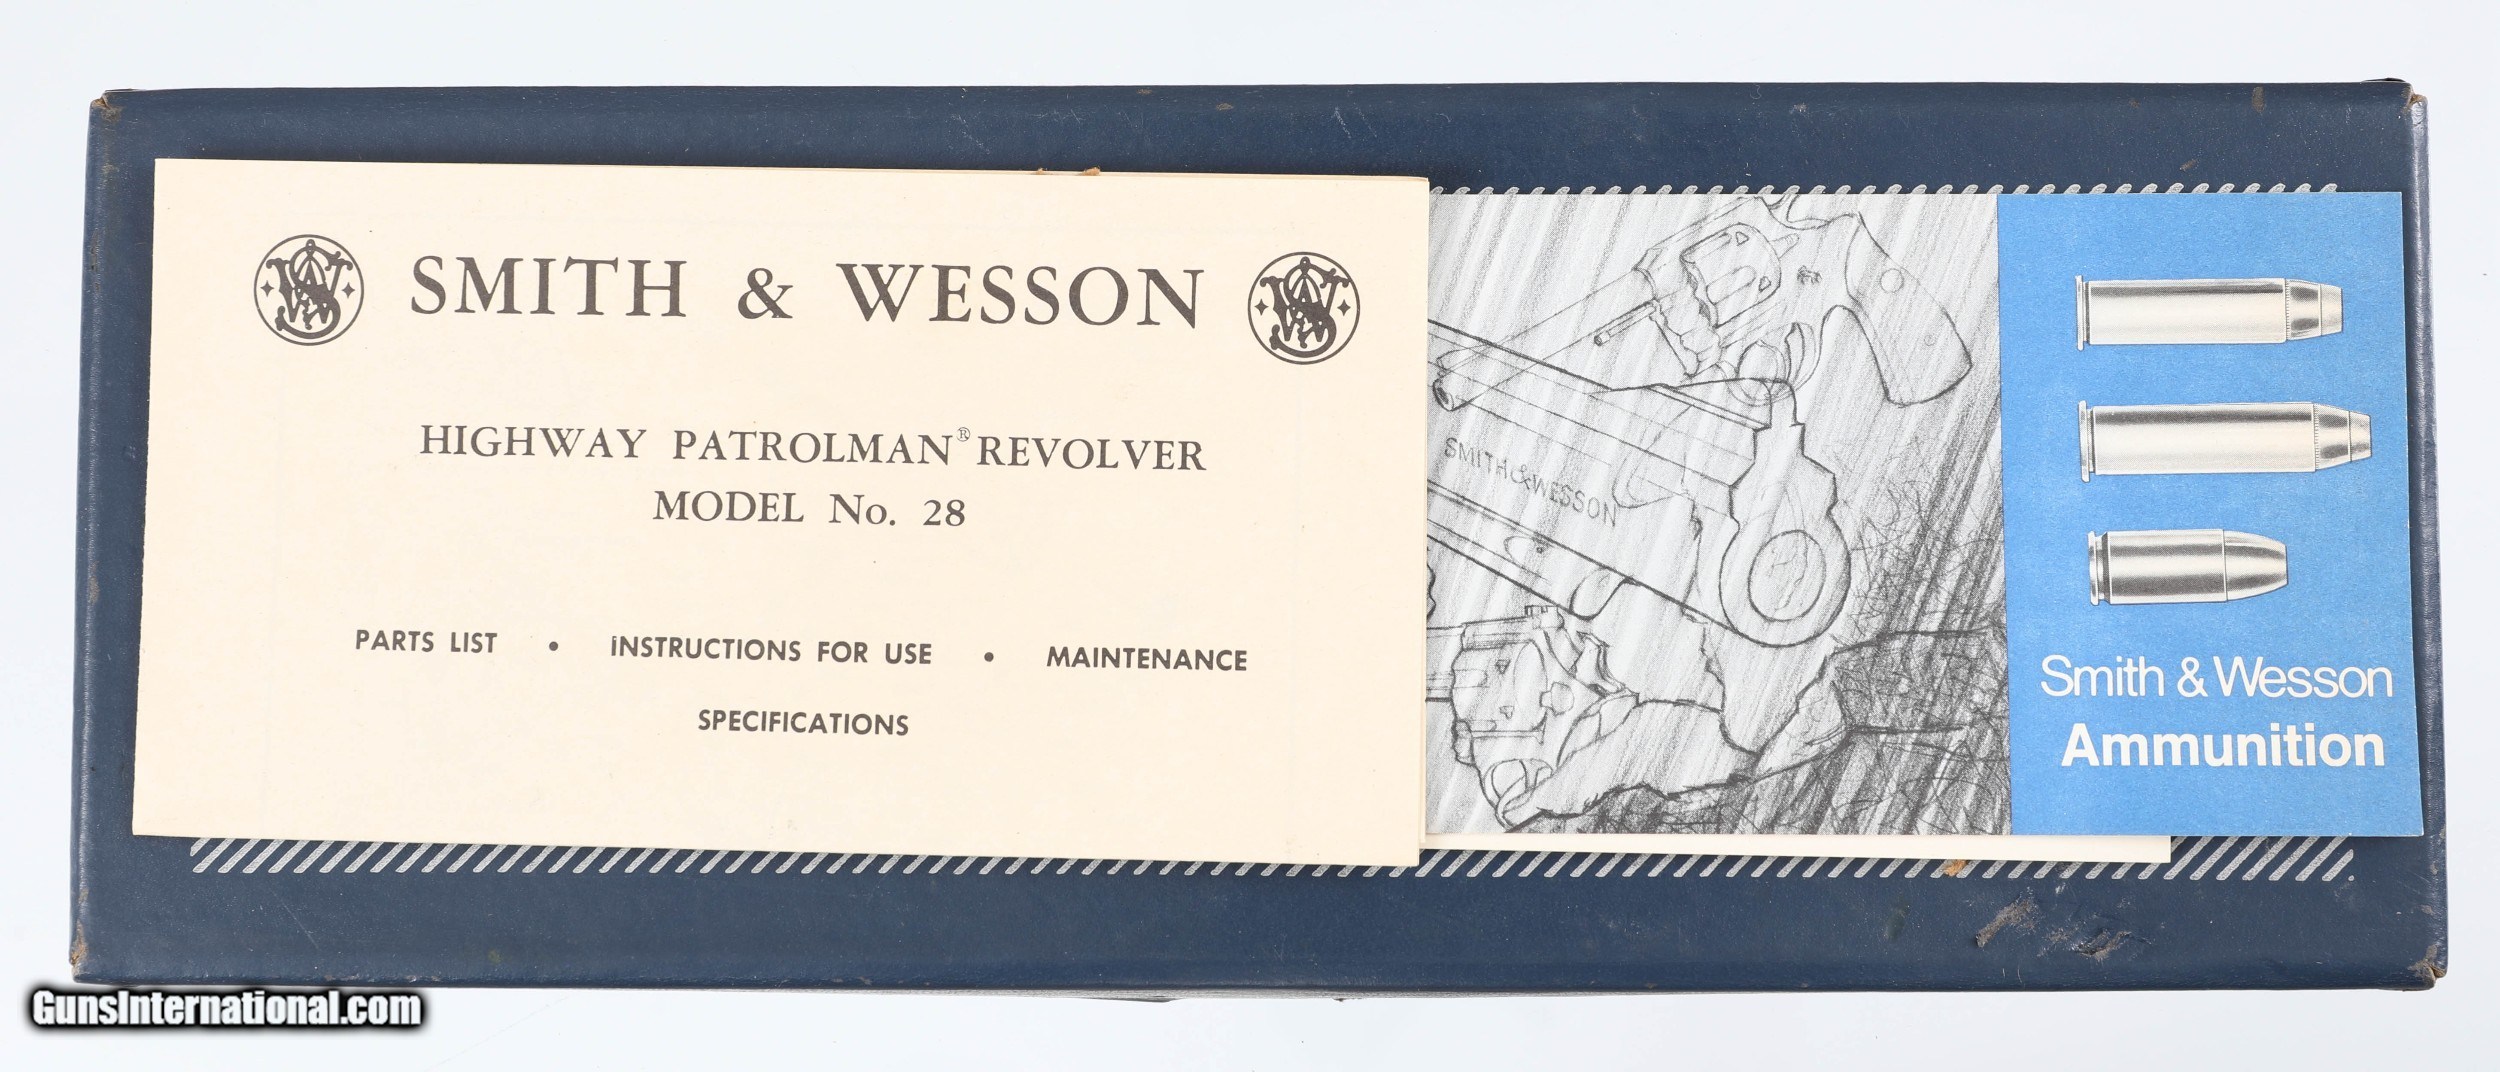 SMITH & WESSON
HIGHWAY PATROLMAN® REVOLVER
MODEL No. 28
PARTS LIST • INSTRUCTIONS FOR USE • MAINTENANCE
SPECIFICATIONS
SMITH & WESSON
Smith & Wesson
Ammunition
GunsInternational.com